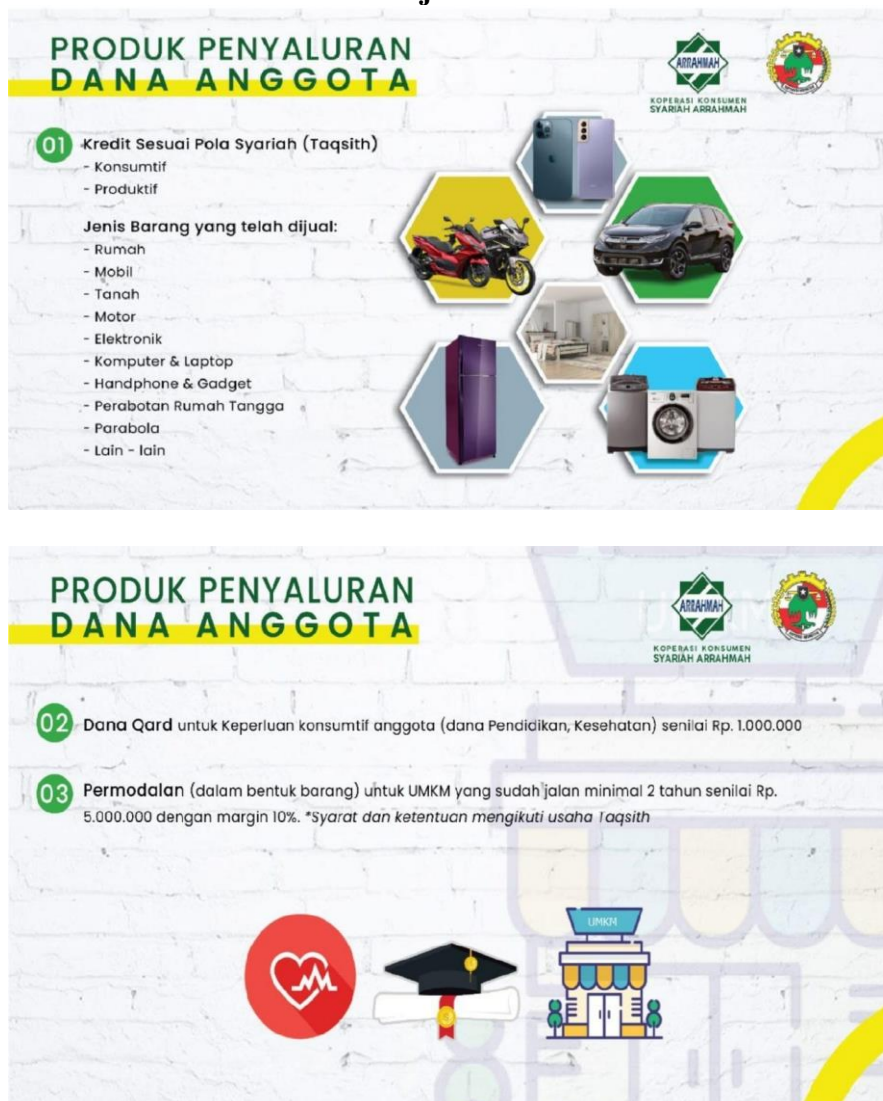 PRODUK PENYALURAN
DANA ANGGOTA
ARRAHMAH
KOPERASI KONSUMEN
SYARIAH ARRAHMAH
01 Kredit Sesuai Pola Syariah (Taqsith)
- Konsumtif
- Produktif
Jenis Barang yang telah dijual:
- Rumah
- Mobil
- Tanah
- Motor
- Elektronik
- Komputer & Laptop
- Handphone & Gadget
- Perabotan Rumah Tangga
- Parabola
- Lain - lain
PRODUK PENYALURAN
DANA ANGGOTA
ARRAHMAH
KOPERASI KONSUMEN
SYARIAH ARRAHMAH
02 Dana Qard untuk Keperluan konsumtif anggota (dana Pendidikan, Kesehatan) senilai Rp. 1.000.000
03 Permodalan (dalam bentuk barang) untuk UMKM yang sudah jalan minimal 2 tahun senilai Rp.
5.000.000 dengan margin 10%. *Syarat dan ketentuan mengikuti usaha Taqsith
UMKM